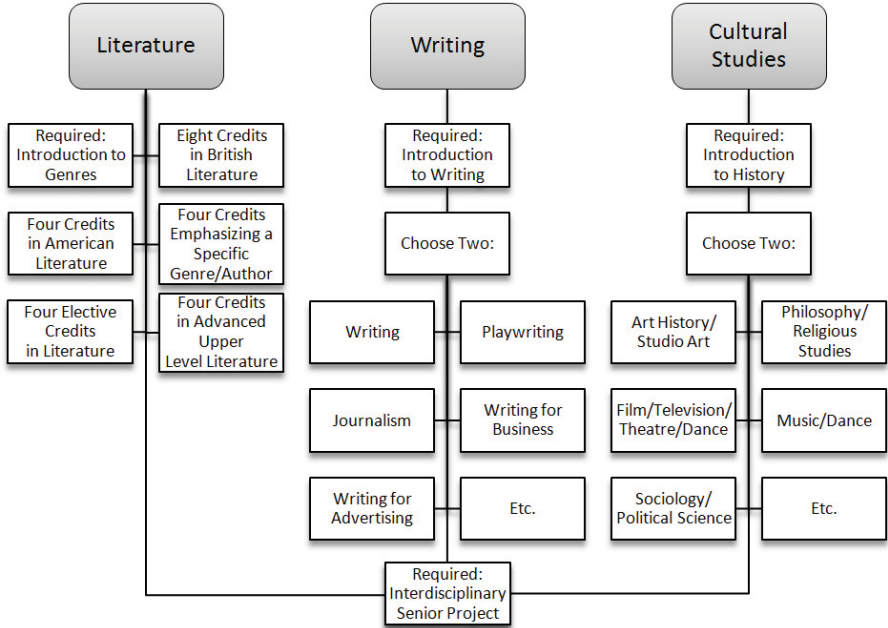 Literature
Writing
Cultural
Studies
Required:
Introduction to
Genres
Eight Credits
in British
Literature
Four Credits
in American
Literature
Four Credits
Emphasizing a
Specific
Genre/Author
Four Elective
Credits
in Literature
Four Credits
in Advanced
Upper
Level Literature
Required:
Introduction
to Writing
Choose Two:
Writing
Playwriting
Journalism
Writing for
Business
Writing for
Advertising
Etc.
Required:
Introduction
to History
Choose Two:
Art History/
Studio Art
Philosophy/
Religious
Studies
Film/Television/
Theatre/Dance
Music/Dance
Sociology/
Political Science
Etc.
Required:
Interdisciplinary
Senior Project